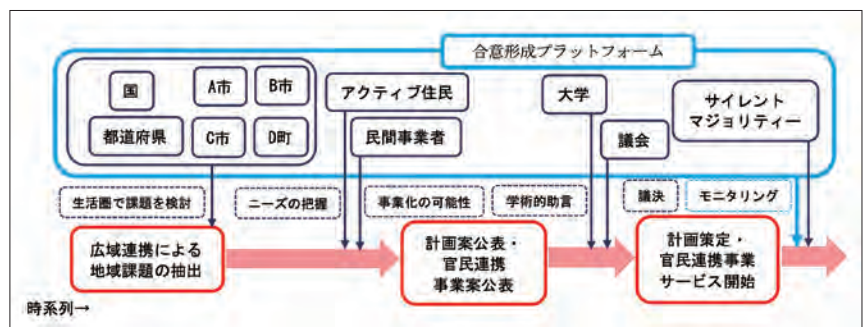 合意形成プラットフォーム
国
A市
B市
都道府県
C市
D町
アクティブ住民
民間事業者
大学
議会
サイレント
マジョリティー
生活圏で課題を検討
ニーズの把握
事業化の可能性
学術的助言
議決
モニタリング
広域連携による
地域課題の抽出
計画案公表・
官民連携
事業案公表
計画策定・
官民連携事業
サービス開始
時系列→